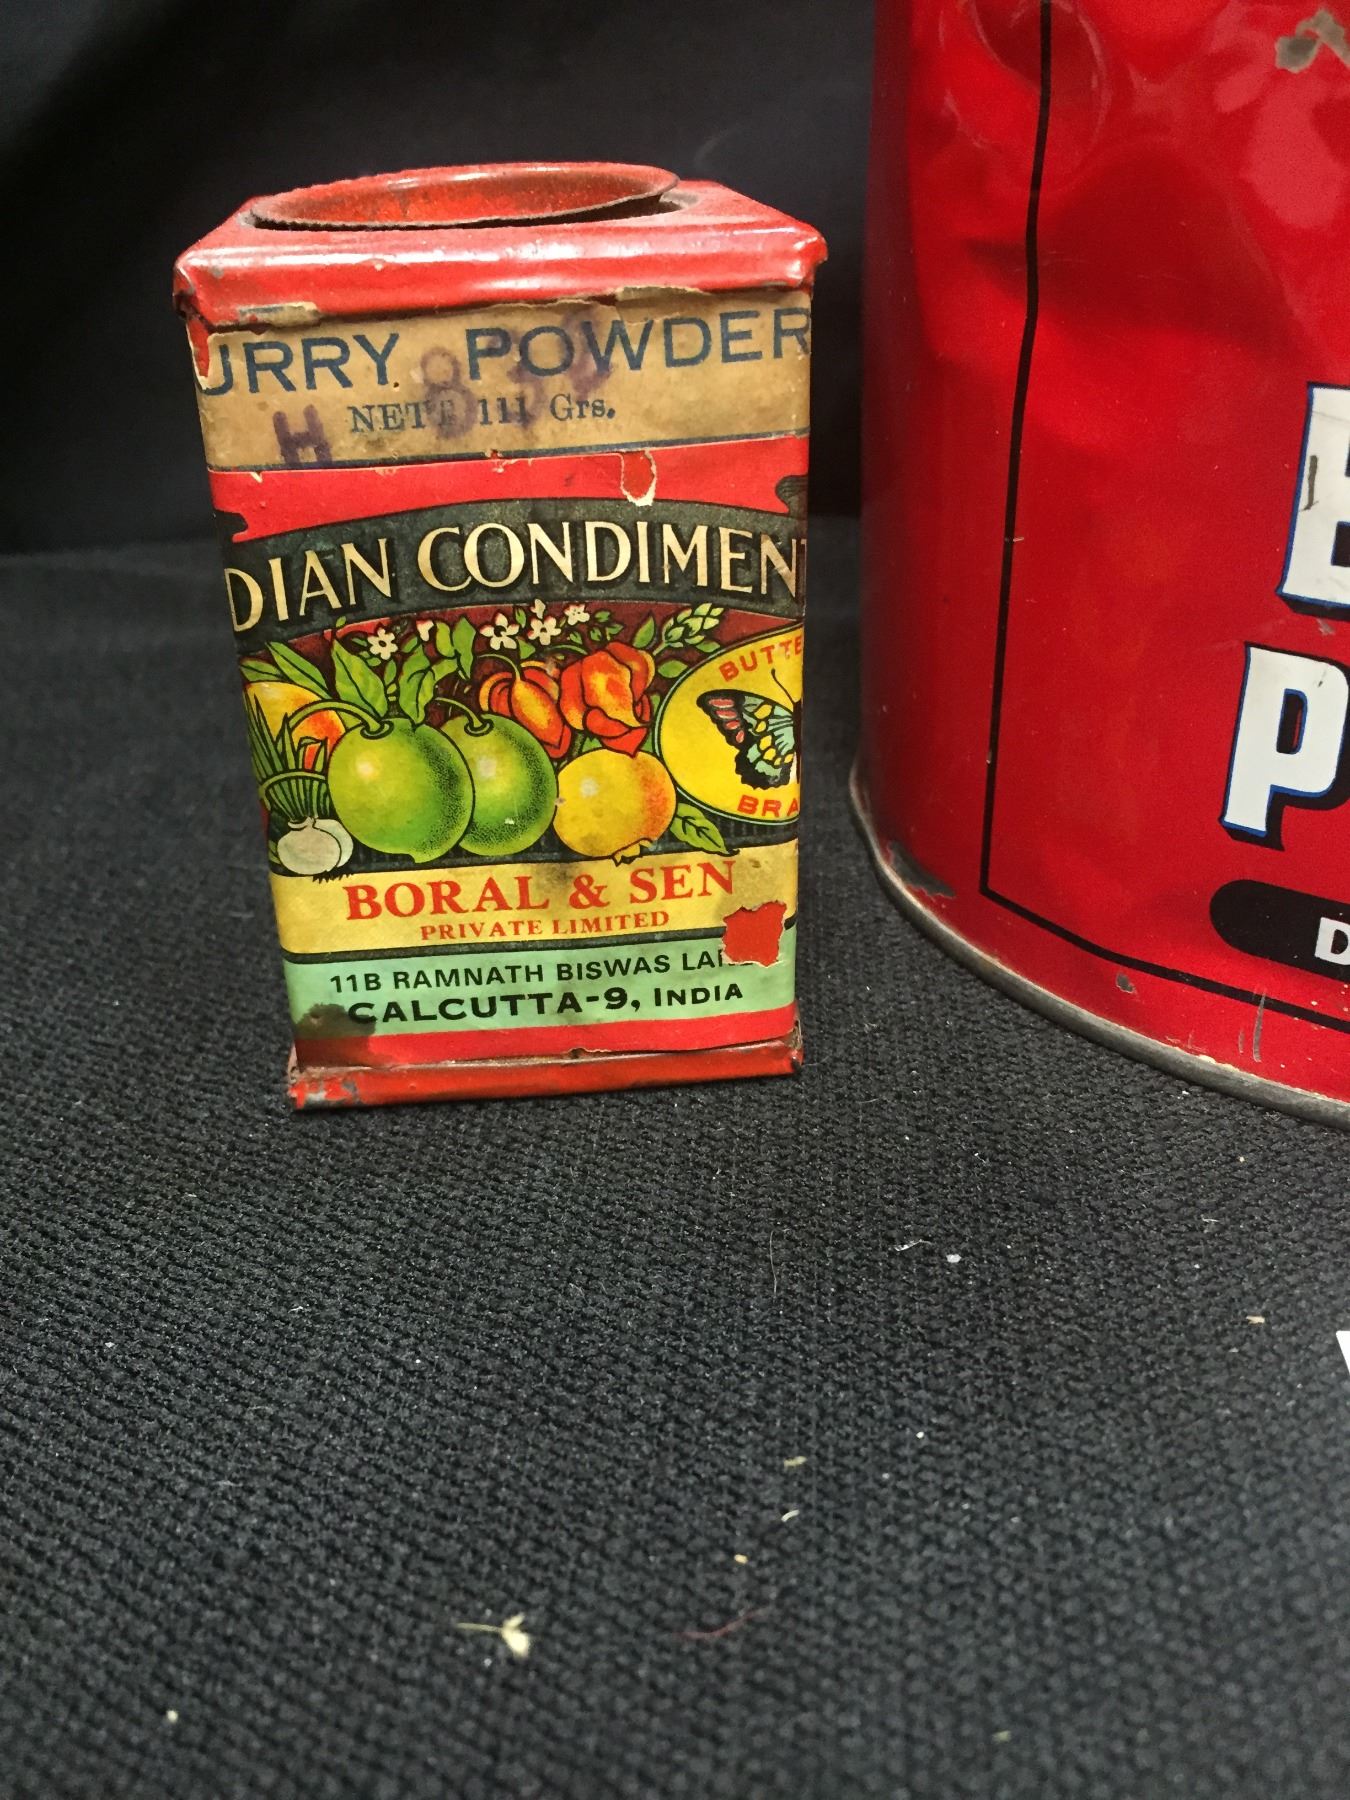 URRY POWDER
NETT 111 Grs.
H
DIAN CONDIMENT
BUTTE
BRA
BORAL & SEN
PRIVATE LIMITED
11B RAMNATH BISWAS LANE
CALCUTTA-9, INDIA
P
D